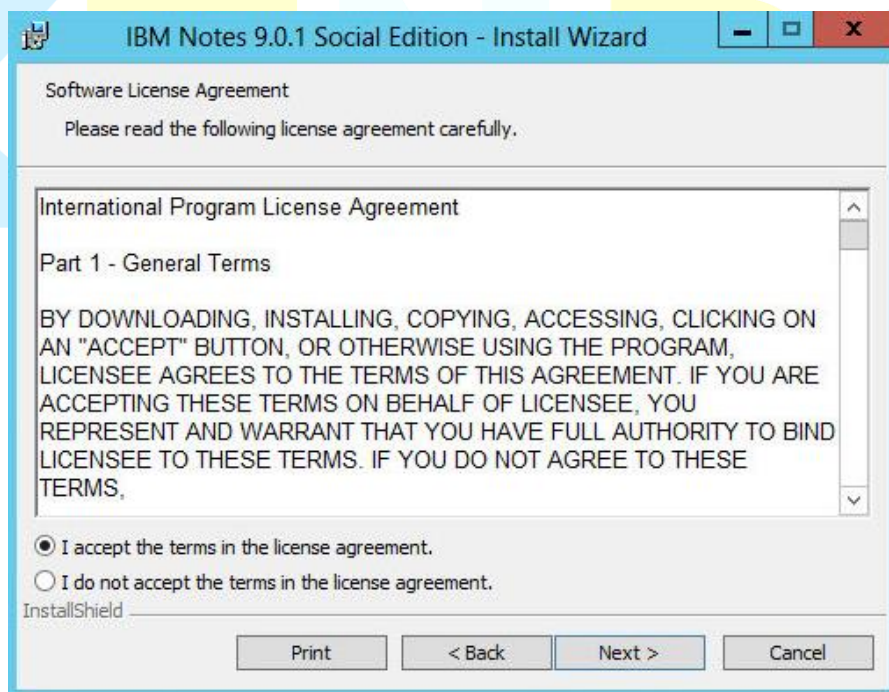 IBM Notes 9.0.1 Social Edition - Install Wizard
Software License Agreement
Please read the following license agreement carefully.
International Program License Agreement
Part 1 - General Terms
BY DOWNLOADING, INSTALLING, COPYING, ACCESSING, CLICKING ON
AN "ACCEPT" BUTTON, OR OTHERWISE USING THE PROGRAM,
LICENSEE AGREES TO THE TERMS OF THIS AGREEMENT. IF YOU ARE
ACCEPTING THESE TERMS ON BEHALF OF LICENSEE, YOU
REPRESENT AND WARRANT THAT YOU HAVE FULL AUTHORITY TO BIND
LICENSEE TO THESE TERMS. IF YOU DO NOT AGREE TO THESE
TERMS,
I accept the terms in the license agreement.
I do not accept the terms in the license agreement.
InstallShield
Print < Back Next > Cancel